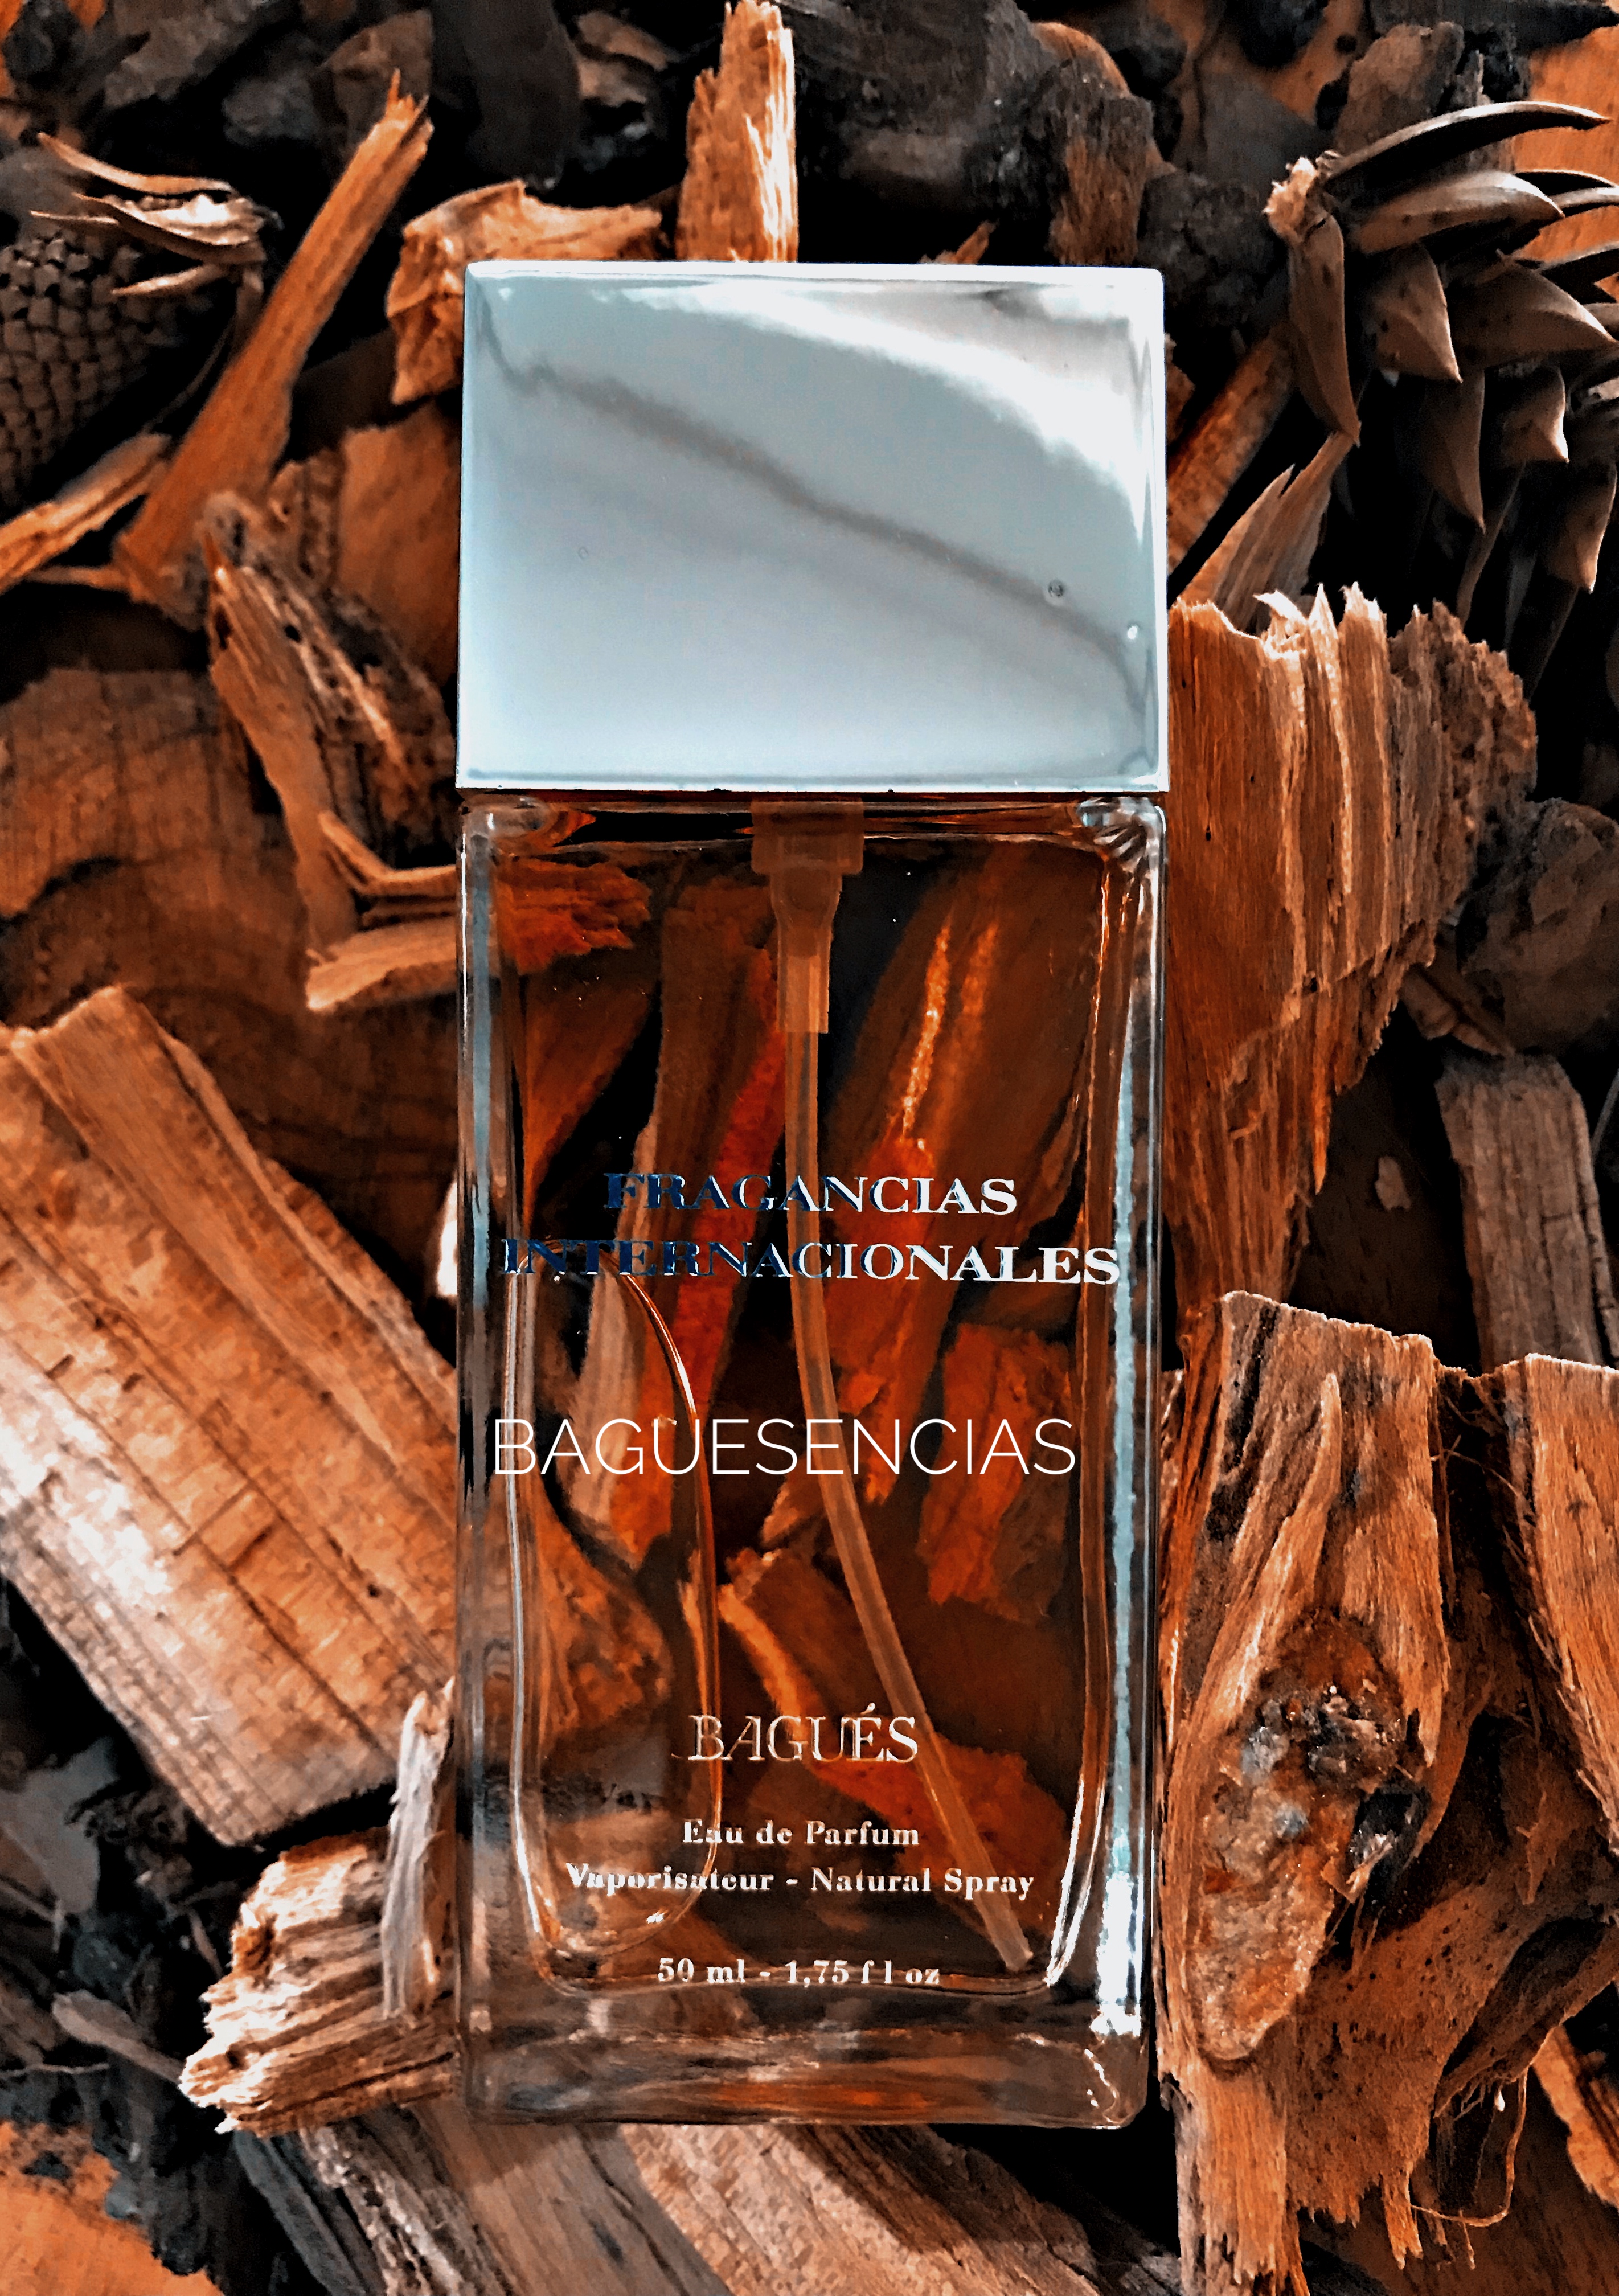 FRAGANCIAS
INTERNACIONALES
BAGUESENCIAS
BAGUÉS
Eau de Parfum
Vaporisateur - Natural Spray
50 ml - 1,75 fl oz